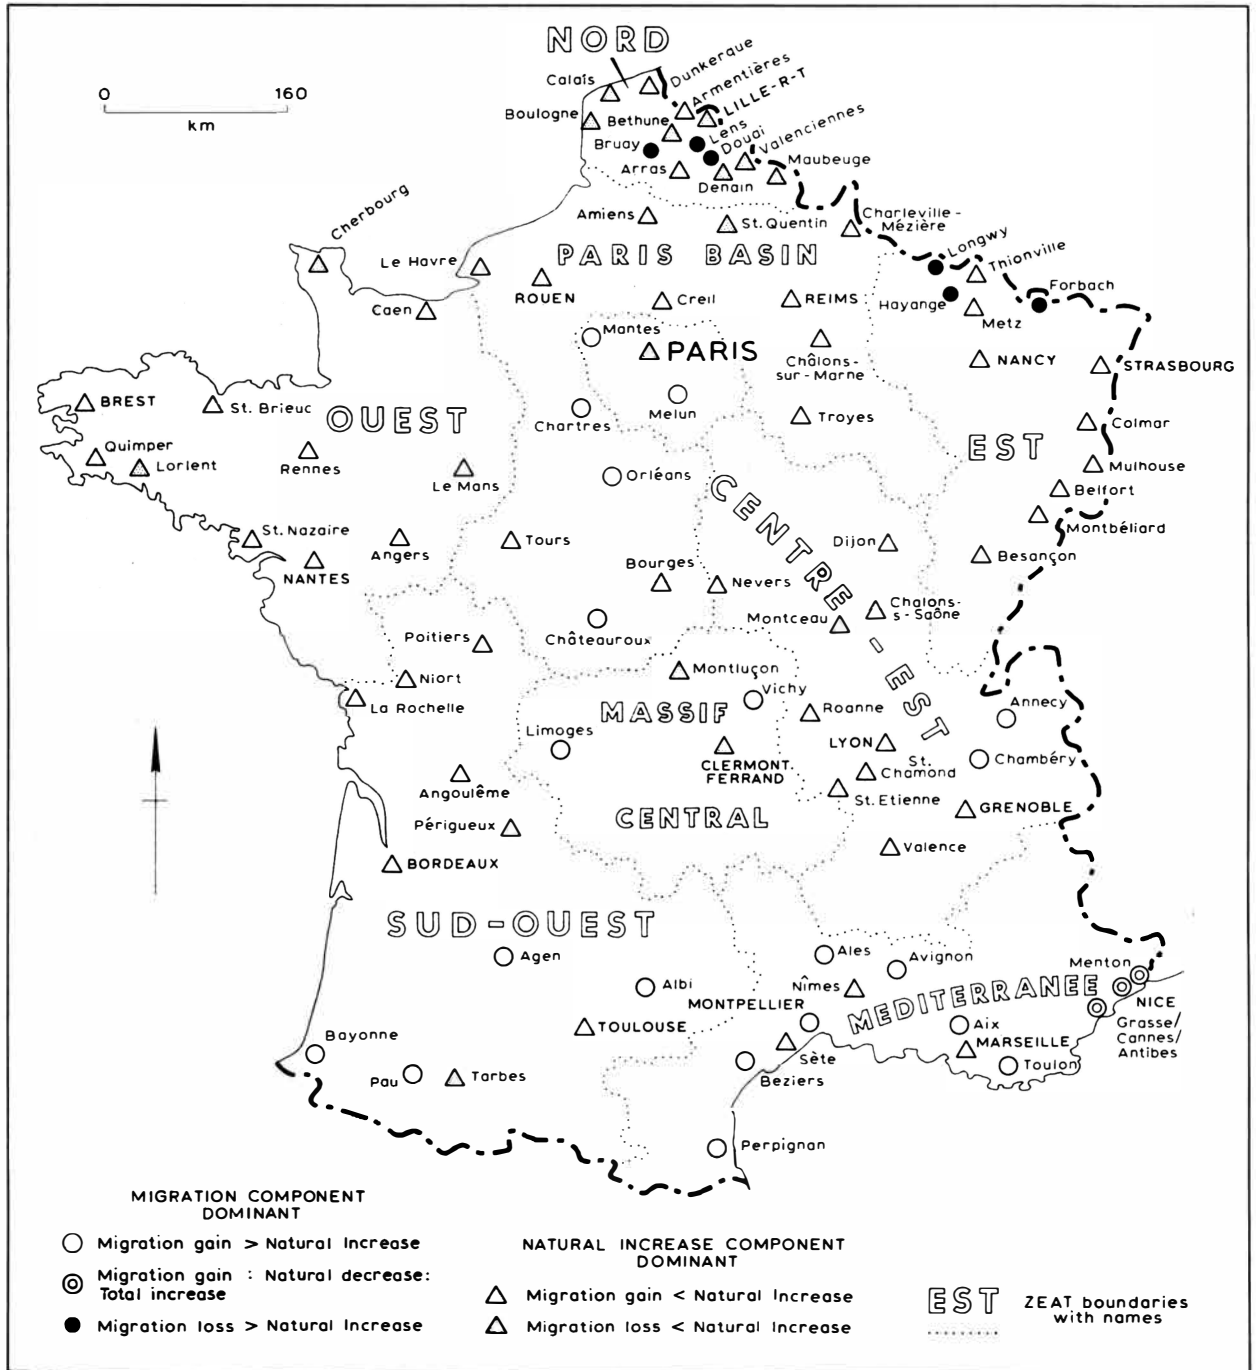 NORD
0 160
km
Calais
Dunkerque
Armentières
LILLE-R-T
Boulogne
Bethune
Lens
Douai
Valenciennes
Bruay
Maubeuge
Arras
Denain
Cherbourg
Amiens
St. Quentin
Charleville-
Mézière
PARIS BASIN
Longwy
Thionville
Le Havre
ROUEN
Creil
REIMS
Hayange
Forbach
Caen
Metz
Mantes
PARIS
Châlons-
sur-Marne
NANCY
STRASBOURG
BREST
St. Brieuc
OUEST
Chartres
Melun
Troyes
Colmar
EST
Quimper
Lorient
Rennes
Le Mans
Orléans
Mulhouse
Belfort
CENTRE-EST
Montbéliard
St. Nazaire
NANTES
Angers
Tours
Dijon
Besançon
Bourges
Nevers
Montceau
Chalons-
s-Saône
Poitiers
Châteauroux
Niort
Montluçon
Vichy
La Rochelle
MASSIF
Roanne
Annecy
Limoges
CLERMONT.
FERRAND
LYON
St.
Chamond
Chambéry
Angoulême
St. Etienne
GRENOBLE
Périgueux
CENTRAL
Valence
BORDEAUX
SUD-OUEST
Agen
Ales
Avignon
Albi
Nîmes
Menton
MONTPELLIER
MEDITERRANEE
NICE
TOULOUSE
Aix
Grasse/
Cannes/
Antibes
Bayonne
MARSEILLE
Sète
Pau
Tarbes
Beziers
Toulon
Perpignan
MIGRATION COMPONENT
DOMINANT
Migration gain > Natural Increase
Migration gain : Natural decrease:
Total increase
Migration loss > Natural Increase
NATURAL INCREASE COMPONENT
DOMINANT
Migration gain < Natural Increase
Migration loss < Natural Increase
EST
ZEAT boundaries
with names